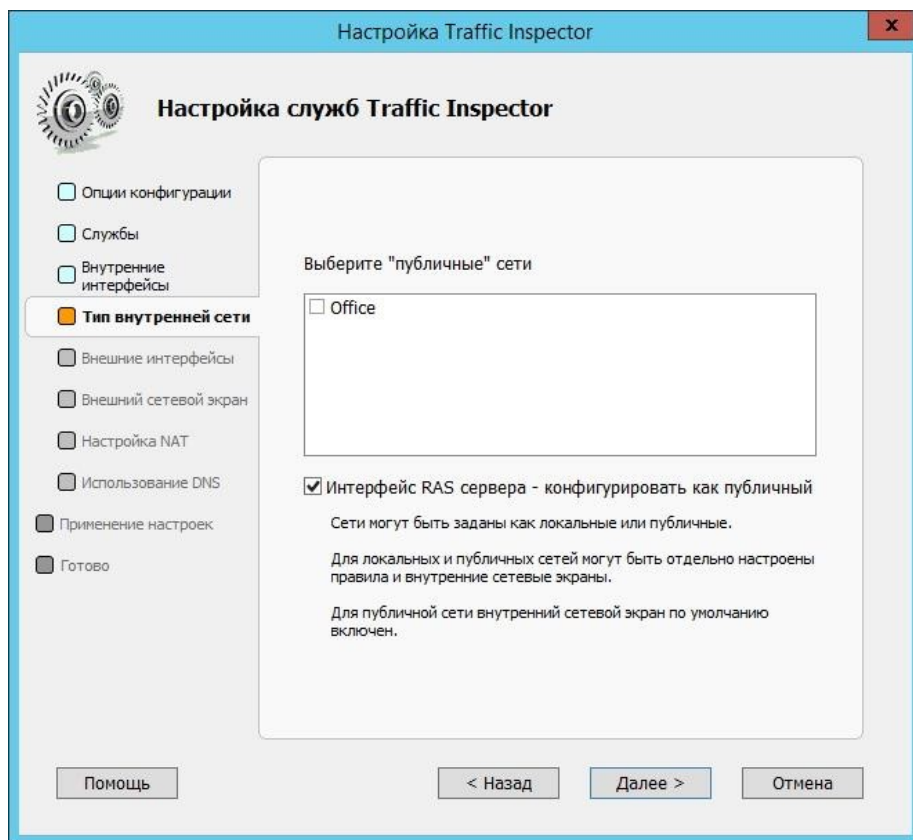 Настройка Traffic Inspector
x
Настройка служб Traffic Inspector
Опции конфигурации
Службы
Внутренние
интерфейсы
Тип внутренней сети
Внешние интерфейсы
Внешний сетевой экран
Настройка NAT
Использование DNS
Применение настроек
Готово
Выберите "публичные" сети
Office
Интерфейс RAS сервера - конфигурировать как публичный
Сети могут быть заданы как локальные или публичные.
Для локальных и публичных сетей могут быть отдельно настроены
правила и внутренние сетевые экраны.
Для публичной сети внутренний сетевой экран по умолчанию
включен.
Помощь
< Назад
Далее >
Отмена